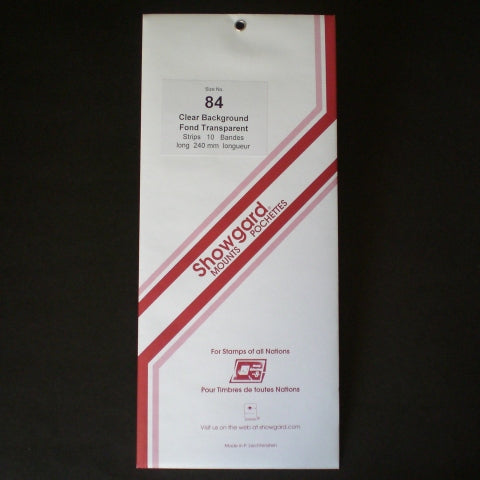 Size No.
84
Clear Background
Fond Transparent
Strips 10 Bandes
long 240 mm longueur
Showgard®
MOUNTS
POCHETTES
For Stamps of all Nations
Pour Timbres de toutes Nations
Visit us on the web at showgard.com
Made in P. Liechtenstein